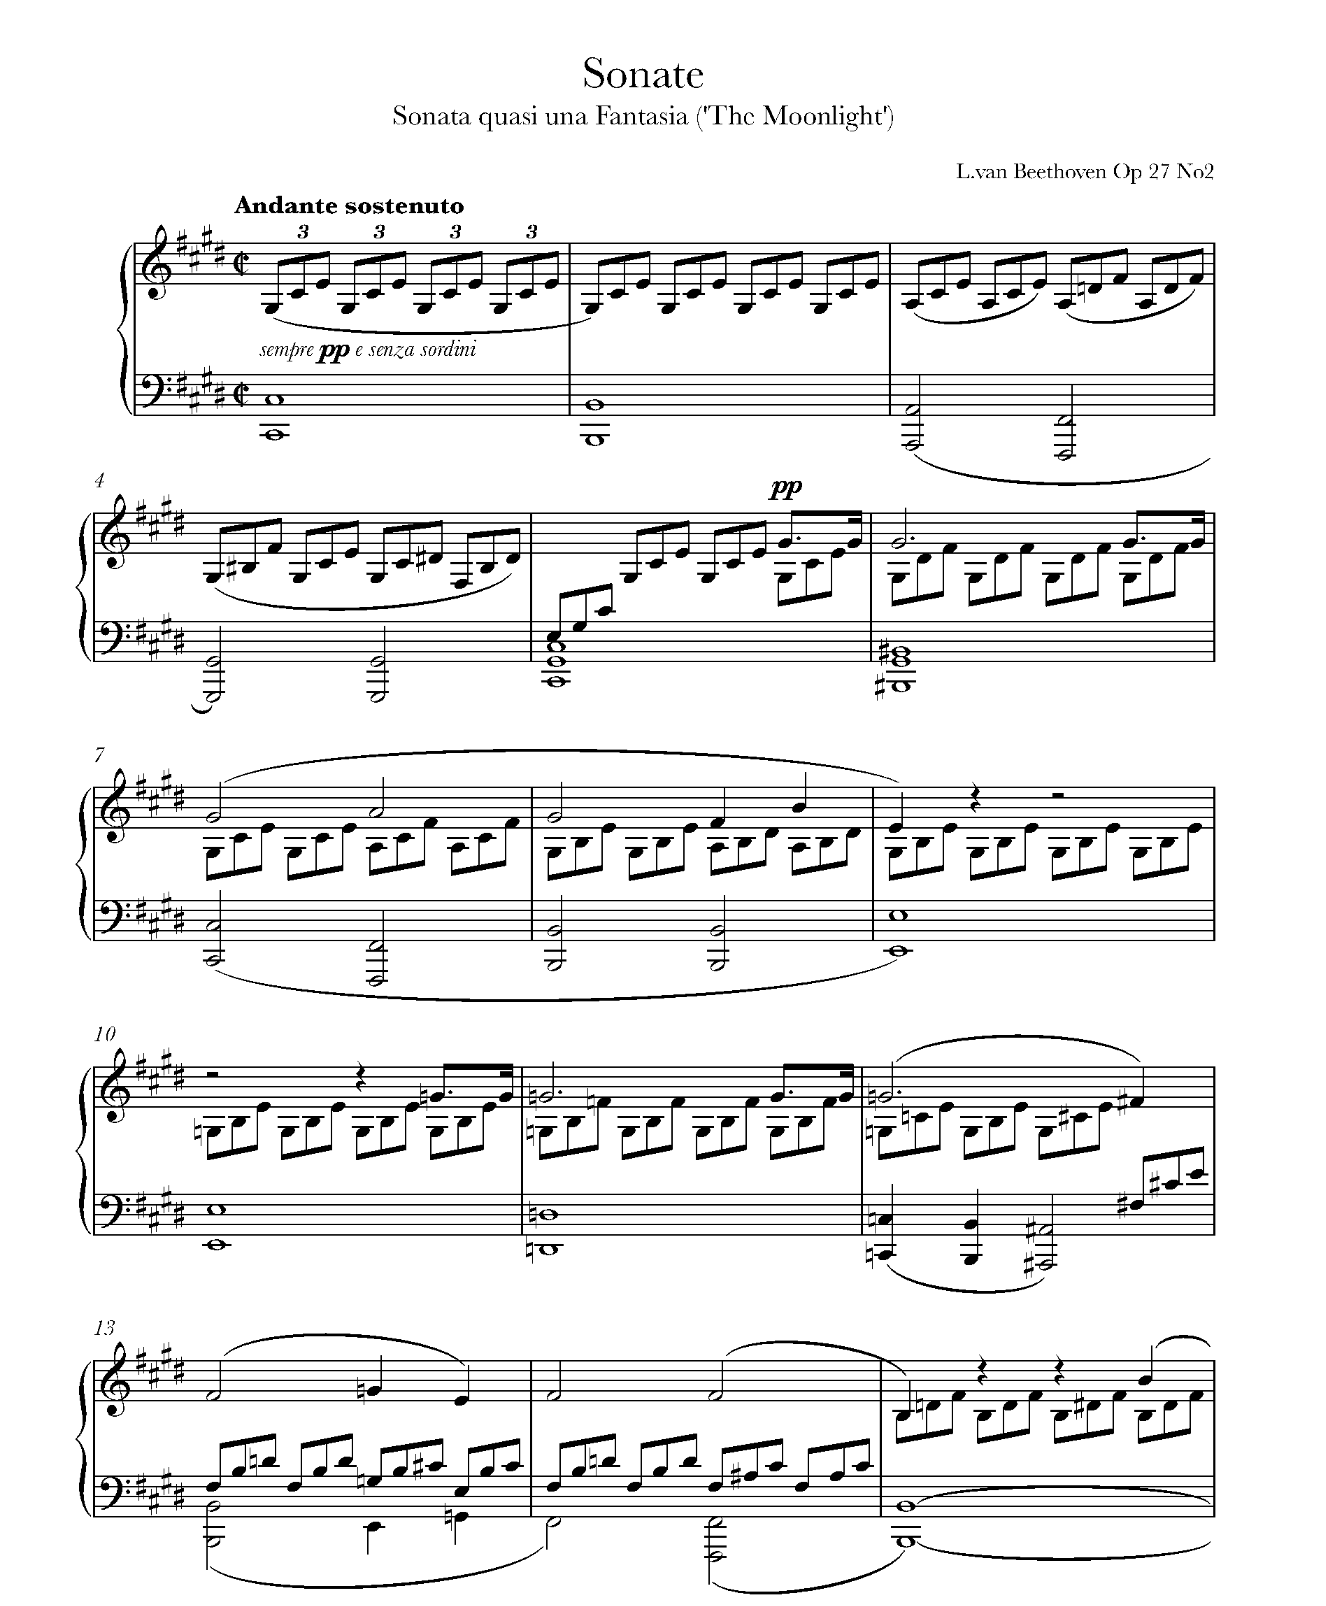 Sonate
Sonata quasi una Fantasia ('The Moonlight')
L.van Beethoven Op 27 No2
Andante sostenuto
3 3 3 3
sempre pp e senza sordini
4
pp
7
10
13